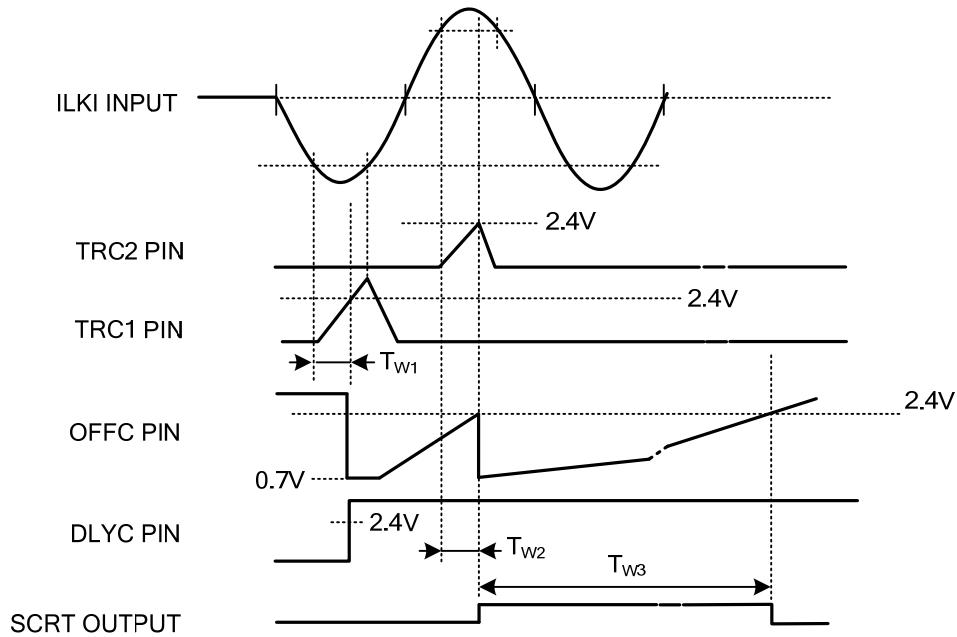 ILKI INPUT
2.4V
TRC2 PIN
2.4V
TRC1 PIN
TW1
2.4V
OFFC PIN
0.7V
2.4V
DLYC PIN
TW2
TW3
SCRT OUTPUT